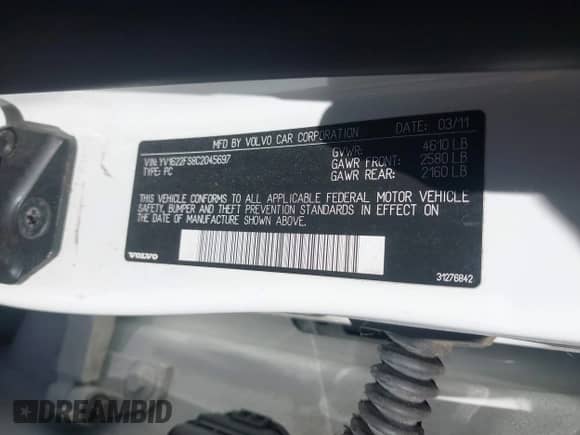 MFD BY VOLVO CAR CORPORATION DATE: 03/11
VIN: YV1622FS8C2045697 GVWR: 4610 LB
TYPE: PC GAWR FRONT: 2580 LB
GAWR REAR: 2160 LB
THIS VEHICLE CONFORMS TO ALL APPLICABLE FEDERAL MOTOR VEHICLE
SAFETY, BUMPER AND THEFT PREVENTION STANDARDS IN EFFECT ON
THE DATE OF MANUFACTURE SHOWN ABOVE.
VOLVO 31276842
DREAMBID